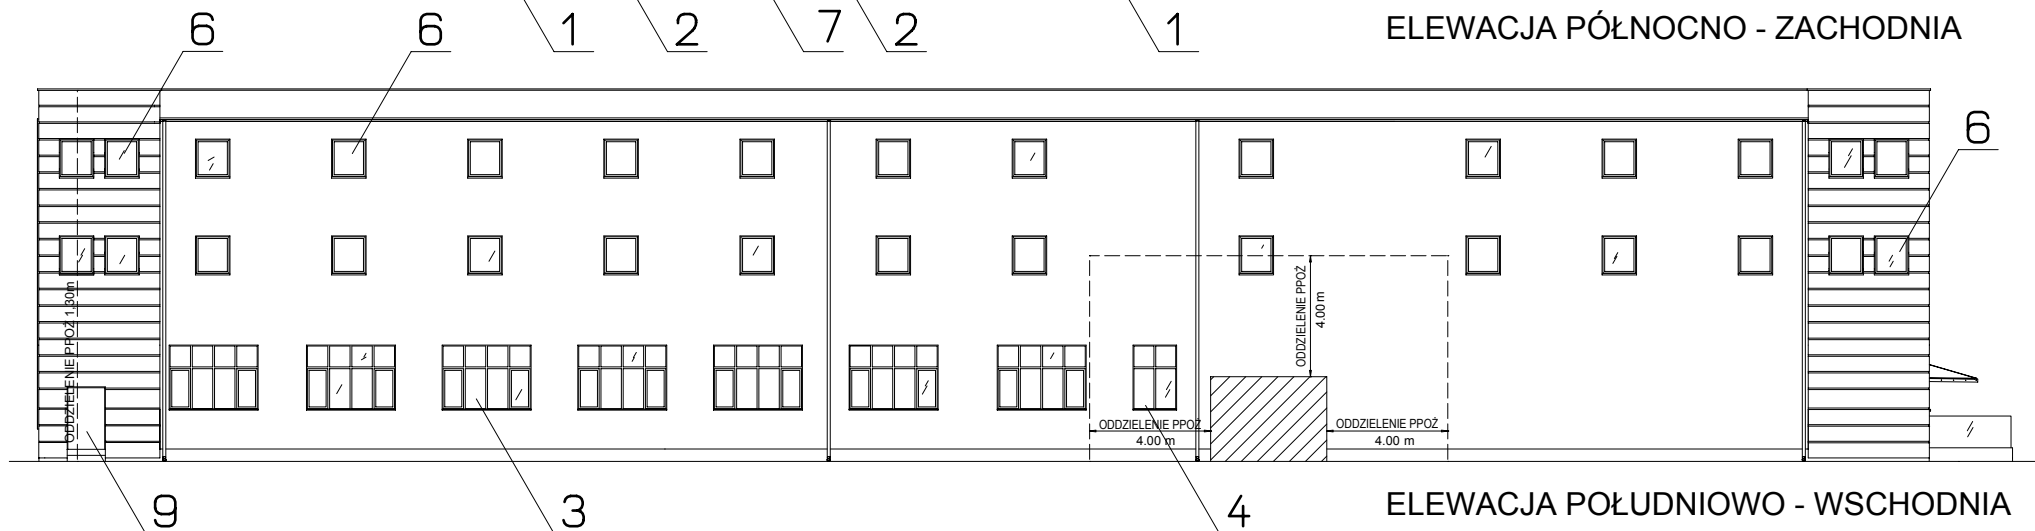 1 2 7 2 1 ELEWACJA PÓŁNOCNO - ZACHODNIA
6 6
6
ODDZIELENIE PPOŻ 1,30m
ODDZIELENIE PPOŻ
4.00 m
ODDZIELENIE PPOŻ
4.00 m
ODDZIELENIE PPOŻ
4.00 m
9 3 4 ELEWACJA POŁUDNIOWO - WSCHODNIA